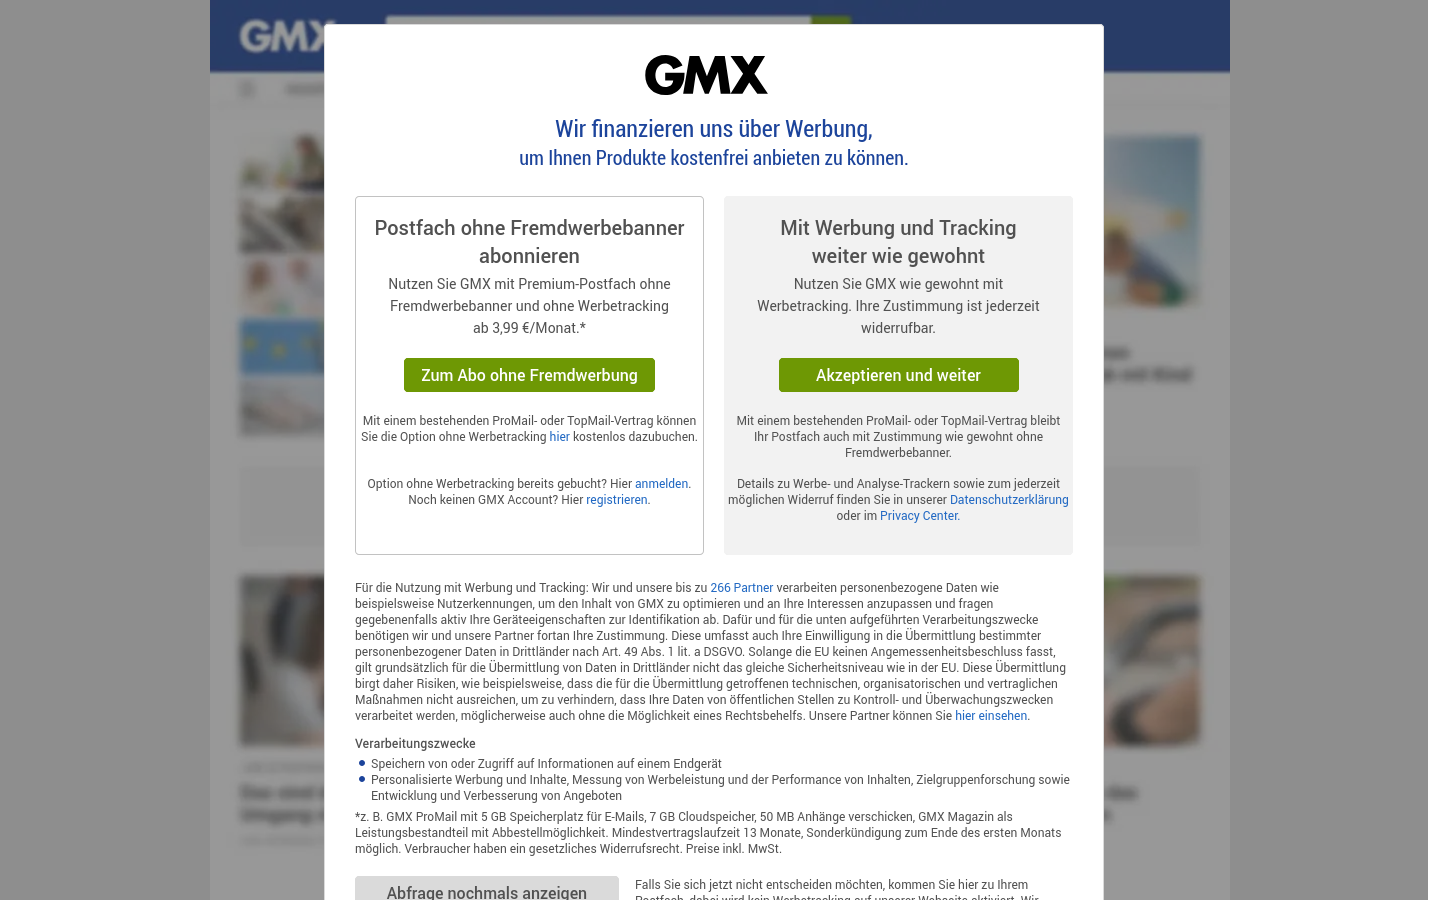 GMX
GMX
Wir finanzieren uns über Werbung,
um Ihnen Produkte kostenfrei anbieten zu können.
Postfach ohne Fremdwerbebanner
abonnieren
Nutzen Sie GMX mit Premium-Postfach ohne
Fremdwerbebanner und ohne Werbetracking
ab 3,99 €/Monat.*
Zum Abo ohne Fremdwerbung
Mit einem bestehenden ProMail- oder TopMail-Vertrag können
Sie die Option ohne Werbetracking hier kostenlos dazubuchen.
Option ohne Werbetracking bereits gebucht? Hier anmelden.
Noch keinen GMX Account? Hier registrieren.
Mit Werbung und Tracking
weiter wie gewohnt
Nutzen Sie GMX wie gewohnt mit
Werbetracking. Ihre Zustimmung ist jederzeit
widerrufbar.
Akzeptieren und weiter
Mit einem bestehenden ProMail- oder TopMail-Vertrag bleibt
Ihr Postfach auch mit Zustimmung wie gewohnt ohne
Fremdwerbebanner.
Details zu Werbe- und Analyse-Trackern sowie zum jederzeit
möglichen Widerruf finden Sie in unserer Datenschutzerklärung
oder im Privacy Center.
Für die Nutzung mit Werbung und Tracking: Wir und unsere bis zu 266 Partner verarbeiten personenbezogene Daten wie
beispielsweise Nutzerkennungen, um den Inhalt von GMX zu optimieren und an Ihre Interessen anzupassen und fragen
gegebenenfalls aktiv Ihre Geräteeigenschaften zur Identifikation ab. Dafür und für die unten aufgeführten Verarbeitungszwecke
benötigen wir und unsere Partner fortan Ihre Zustimmung. Diese umfasst auch Ihre Einwilligung in die Übermittlung bestimmter
personenbezogener Daten in Drittländer nach Art. 49 Abs. 1 lit. a DSGVO. Solange die EU keinen Angemessenheitsbeschluss fasst,
gilt grundsätzlich für die Übermittlung von Daten in Drittländer nicht das gleiche Sicherheitsniveau wie in der EU. Diese Übermittlung
birgt daher Risiken, wie beispielsweise, dass die für die Übermittlung getroffenen technischen, organisatorischen und vertraglichen
Maßnahmen nicht ausreichen, um zu verhindern, dass Ihre Daten von öffentlichen Stellen zu Kontroll- und Überwachungszwecken
verarbeitet werden, möglicherweise auch ohne die Möglichkeit eines Rechtsbehelfs. Unsere Partner können Sie hier einsehen.
Verarbeitungszwecke
Speichern von oder Zugriff auf Informationen auf einem Endgerät
Personalisierte Werbung und Inhalte, Messung von Werbeleistung und der Performance von Inhalten, Zielgruppenforschung sowie
Entwicklung und Verbesserung von Angeboten
*z. B. GMX ProMail mit 5 GB Speicherplatz für E-Mails, 7 GB Cloudspeicher, 50 MB Anhänge verschicken, GMX Magazin als
Leistungsbestandteil mit Abbestellmöglichkeit. Mindestvertragslaufzeit 13 Monate, Sonderkündigung zum Ende des ersten Monats
möglich. Verbraucher haben ein gesetzliches Widerrufsrecht. Preise inkl. MwSt.
Abfrage nochmals anzeigen
Falls Sie sich jetzt nicht entscheiden möchten, kommen Sie hier zu Ihrem
Postfach, dabei wird kein Werbetracking auf unserer Webseite aktiviert. Wir